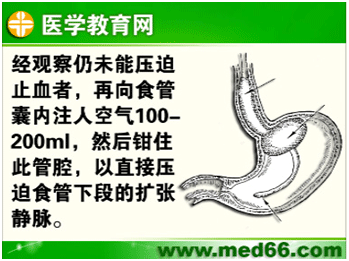 医学教育网
经观察仍未能压迫
止血者，再向食管
囊内注人空气100-
200ml，然后钳住
此管腔，以直接压
迫食管下段的扩张
静脉。
www.med66.com